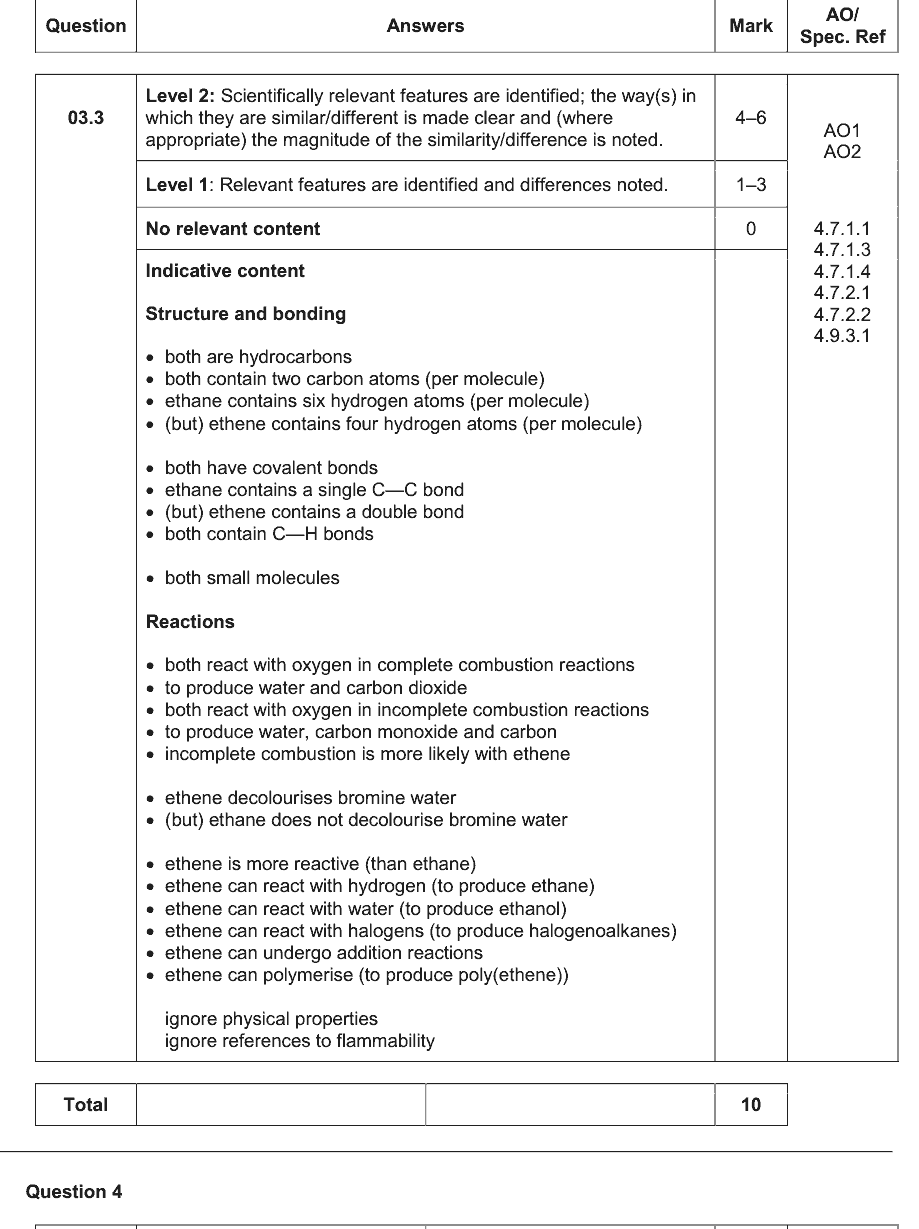 Question Answers Mark AO/
Spec. Ref
03.3
Level 2: Scientifically relevant features are identified; the way(s) in
which they are similar/different is made clear and (where
appropriate) the magnitude of the similarity/difference is noted.
4–6
AO1
AO2
Level 1: Relevant features are identified and differences noted.
1–3
No relevant content
0
4.7.1.1
4.7.1.3
4.7.1.4
4.7.2.1
4.7.2.2
4.9.3.1
Indicative content
Structure and bonding
• both are hydrocarbons
• both contain two carbon atoms (per molecule)
• ethane contains six hydrogen atoms (per molecule)
• (but) ethene contains four hydrogen atoms (per molecule)
• both have covalent bonds
• ethane contains a single C—C bond
• (but) ethene contains a double bond
• both contain C—H bonds
• both small molecules
Reactions
• both react with oxygen in complete combustion reactions
• to produce water and carbon dioxide
• both react with oxygen in incomplete combustion reactions
• to produce water, carbon monoxide and carbon
• incomplete combustion is more likely with ethene
• ethene decolourises bromine water
• (but) ethane does not decolourise bromine water
• ethene is more reactive (than ethane)
• ethene can react with hydrogen (to produce ethane)
• ethene can react with water (to produce ethanol)
• ethene can react with halogens (to produce halogenoalkanes)
• ethene can undergo addition reactions
• ethene can polymerise (to produce poly(ethene))
ignore physical properties
ignore references to flammability
Total 10
Question 4